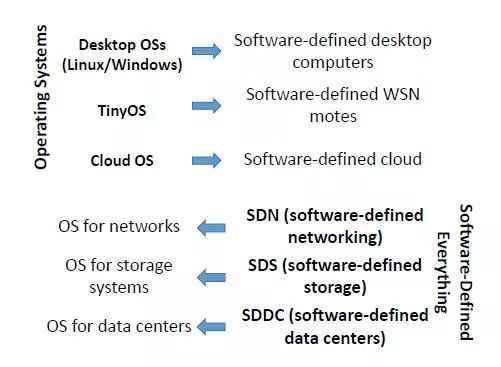 Operating Systems
Desktop OSs
(Linux/Windows)
Software-defined desktop
computers
TinyOS
Software-defined WSN
motes
Cloud OS
Software-defined cloud
OS for networks
SDN (software-defined
networking)
OS for storage
systems
SDS (software-defined
storage)
OS for data centers
SDDC (software-defined
data centers)
Software-Defined
Everything